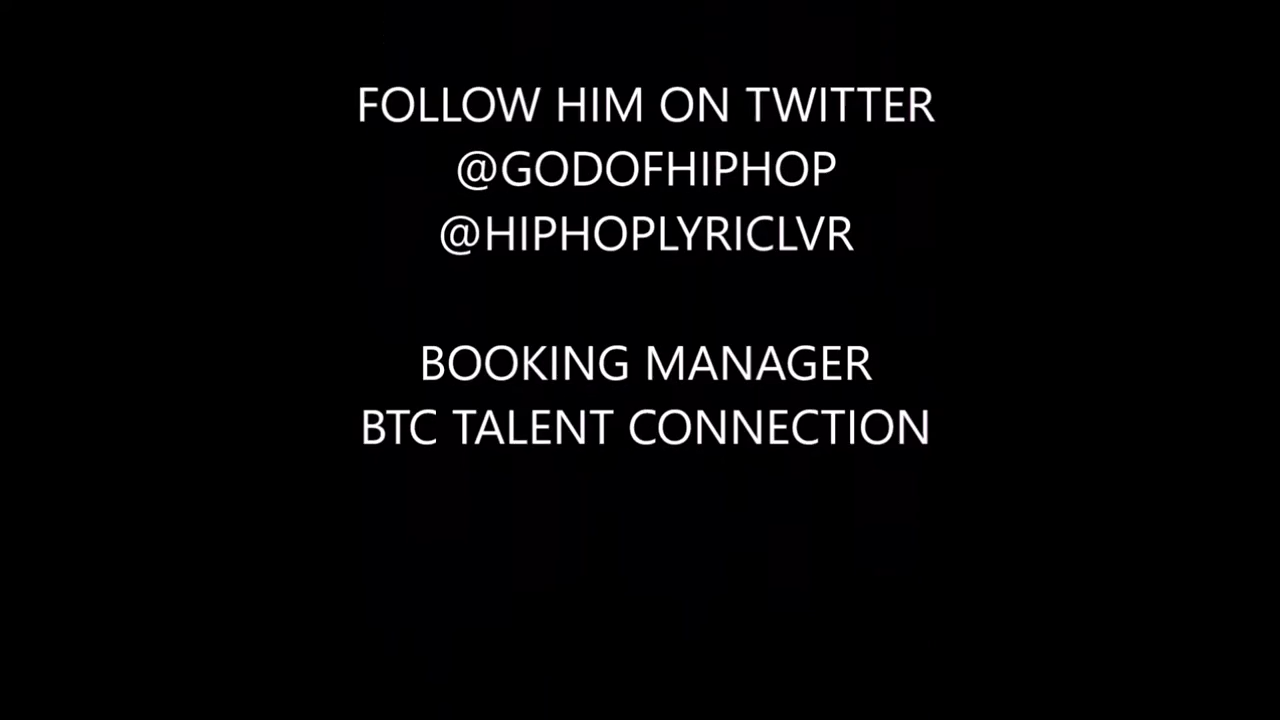 FOLLOW HIM ON TWITTER
@GODOFHIPHOP
@HIPHOPLYRICLVR
BOOKING MANAGER
BTC TALENT CONNECTION